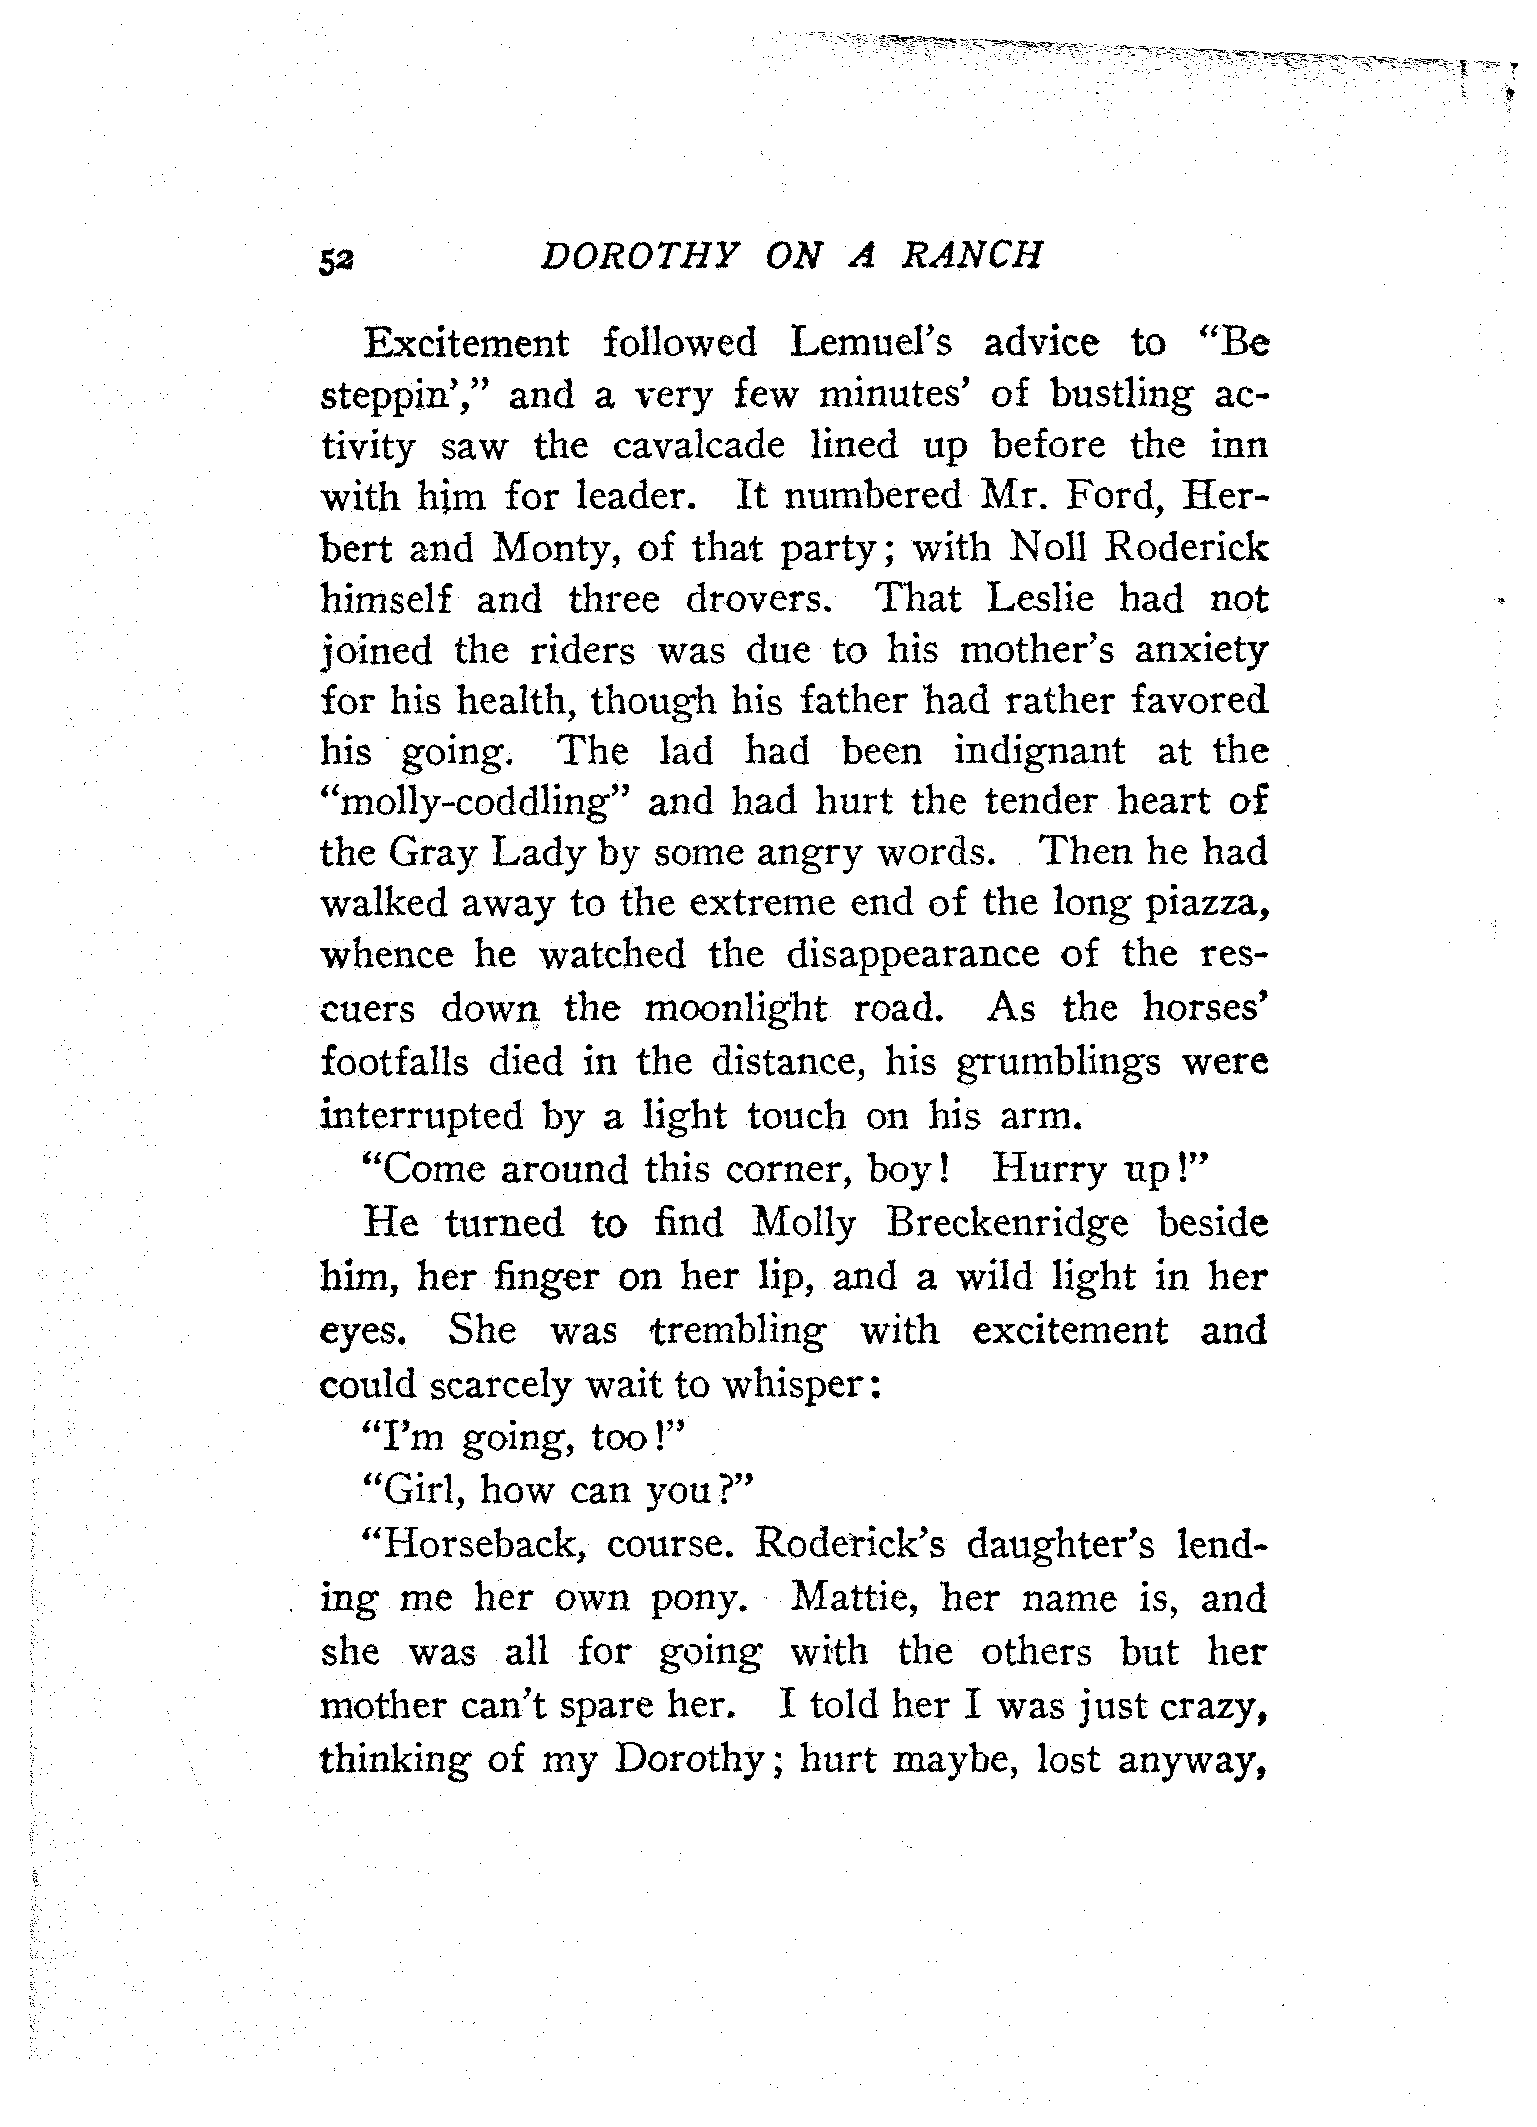 52 DOROTHY ON A RANCH
Excitement followed Lemuel's advice to "Be
steppin'," and a very few minutes' of bustling ac-
tivity saw the cavalcade lined up before the inn
with him for leader. It numbered Mr. Ford, Her-
bert and Monty, of that party; with Noll Roderick
himself and three drovers. That Leslie had not
joined the riders was due to his mother's anxiety
for his health, though his father had rather favored
his going. The lad had been indignant at the
"molly-coddling" and had hurt the tender heart of
the Gray Lady by some angry words. Then he had
walked away to the extreme end of the long piazza,
whence he watched the disappearance of the res-
cuers down the moonlight road. As the horses'
footfalls died in the distance, his grumblings were
interrupted by a light touch on his arm.
"Come around this corner, boy! Hurry up!"
He turned to find Molly Breckenridge beside
him, her finger on her lip, and a wild light in her
eyes. She was trembling with excitement and
could scarcely wait to whisper:
"I'm going, too!"
"Girl, how can you?"
"Horseback, course. Roderick's daughter's lend-
ing me her own pony. Mattie, her name is, and
she was all for going with the others but her
mother can't spare her. I told her I was just crazy,
thinking of my Dorothy; hurt maybe, lost anyway,